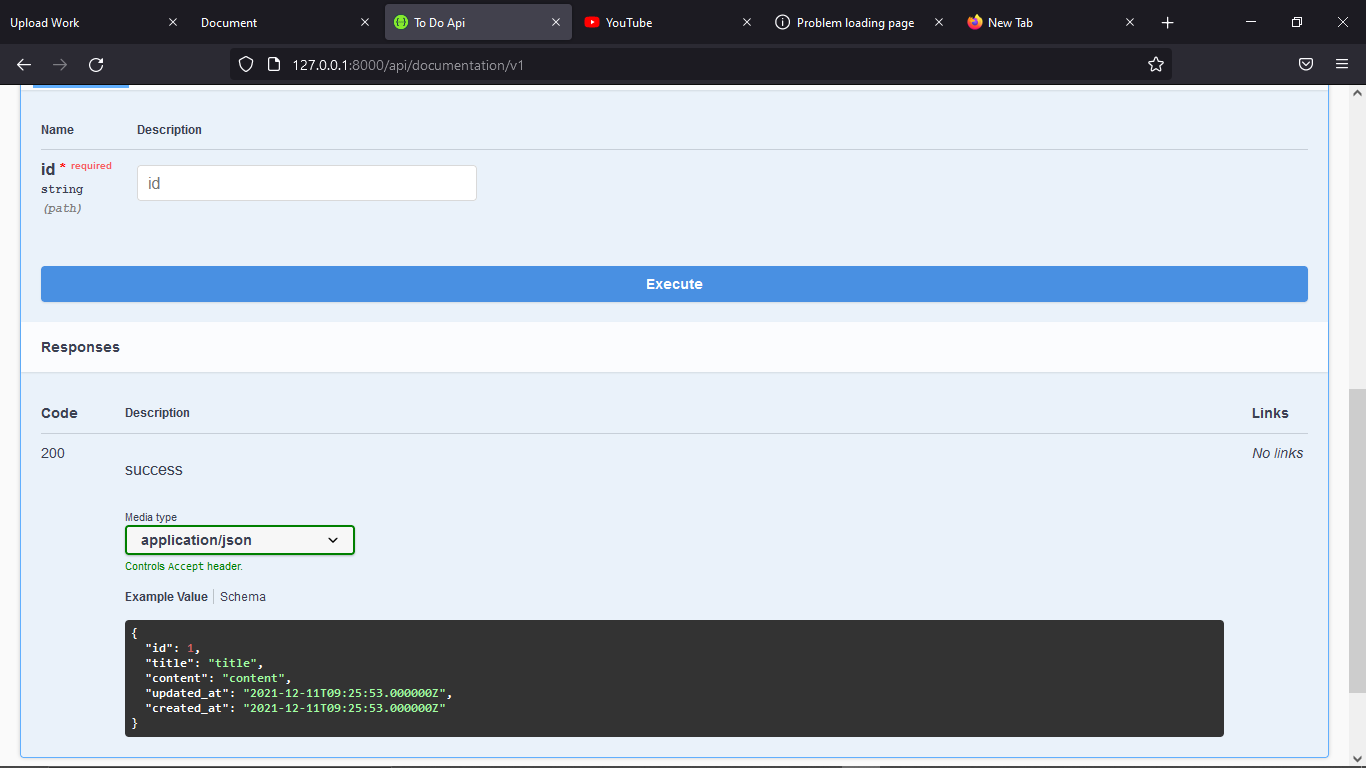 Upload Work
Document
To Do Api
YouTube
Problem loading page
New Tab
127.0.0.1:8000/api/documentation/v1
Name Description
id * required
string
(path)
id
Execute
Responses
Code Description Links
200 No links
success
Media type
application/json
Controls Accept header.
Example Value Schema
{
"id": 1,
"title": "title",
"content": "content",
"updated_at": "2021-12-11T09:25:53.000000Z",
"created_at": "2021-12-11T09:25:53.000000Z"
}